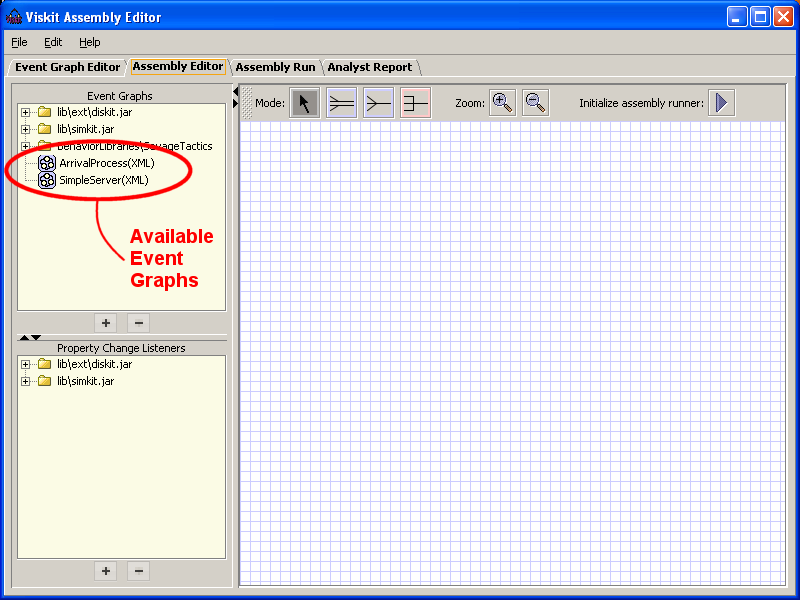 Viskit Assembly Editor
File Edit Help
Event Graph Editor Assembly Editor Assembly Run Analyst Report
Event Graphs
lib\ext\diskit.jar
lib\simkit.jar
behaviorLibraries\SavageTactics
ArrivalProcess(XML)
SimpleServer(XML)
Available
Event
Graphs
+ −
Property Change Listeners
lib\ext\diskit.jar
lib\simkit.jar
+ −
Mode: Zoom: Initialize assembly runner: